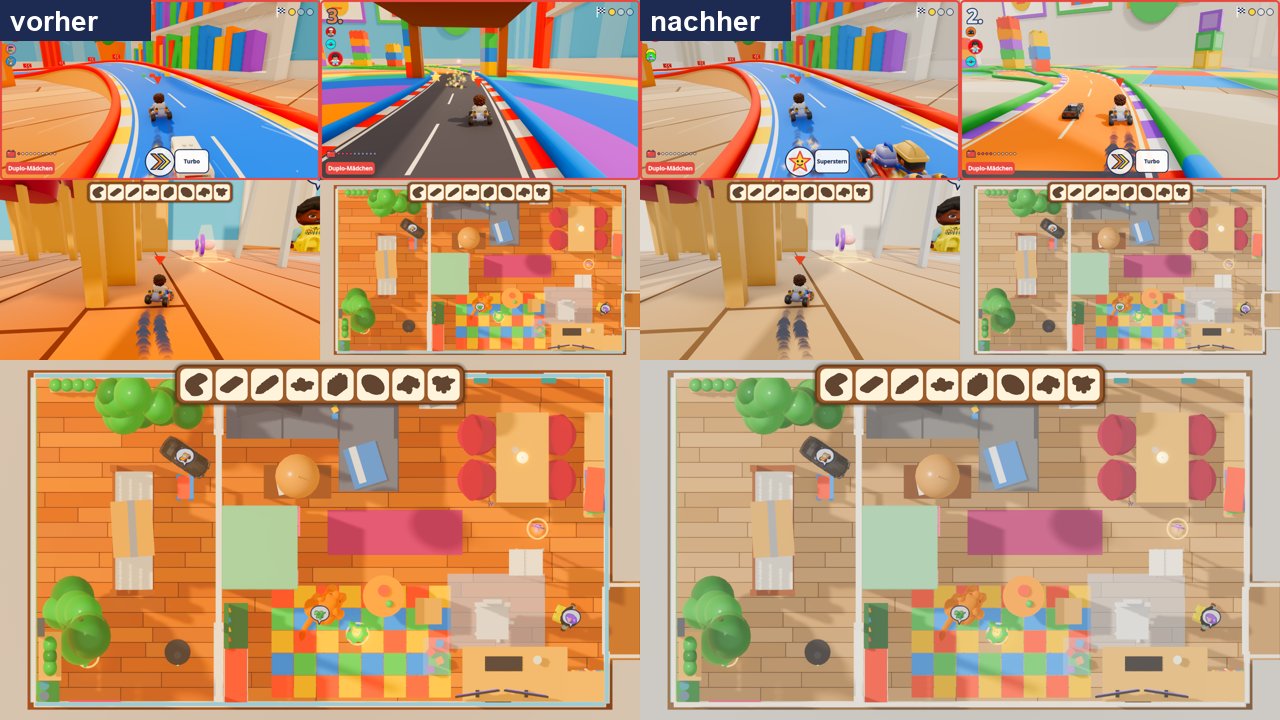 vorher
3.
nachher
2.
Turbo
Superstern
Turbo
Duplo-Mädchen
Duplo-Mädchen
Duplo-Mädchen
Duplo-Mädchen